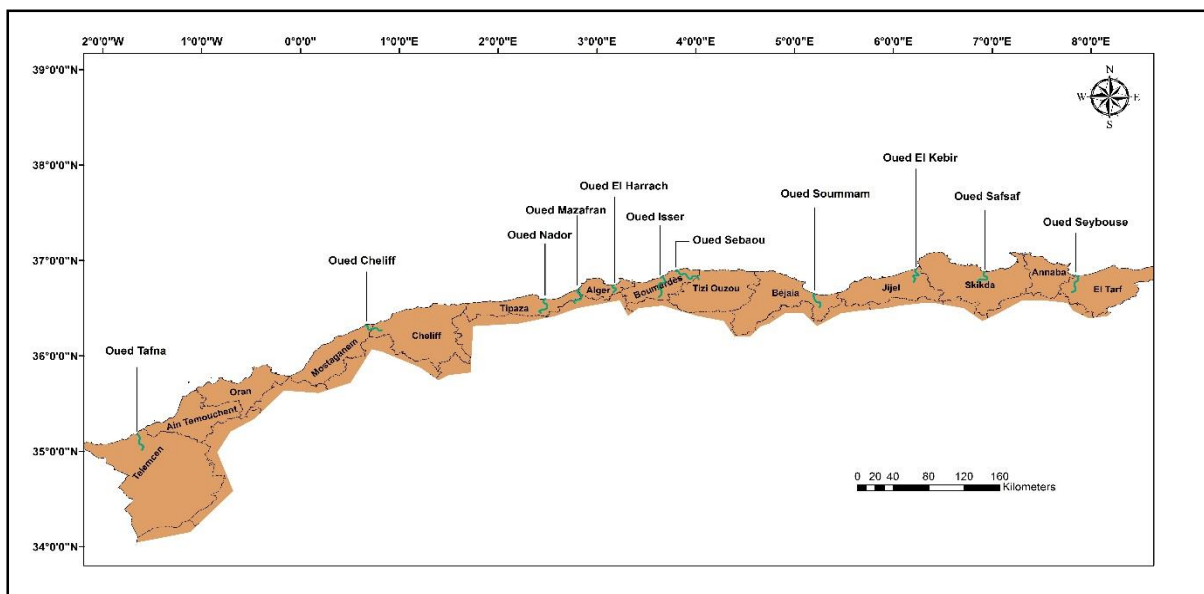 2°0'0"W 1°0'0"W 0°0'0" 1°0'0"E 2°0'0"E 3°0'0"E 4°0'0"E 5°0'0"E 6°0'0"E 7°0'0"E 8°0'0"E
39°0'0"N
N
W E
S
38°0'0"N
Oued El Kebir
Oued El Harrach
Oued Soummam
Oued Safsaf
Oued Mazafran
Oued Isser
Oued Seybouse
Oued Nador
Oued Sebaou
Oued Cheliff
37°0'0"N
Annaba
Alger
Boumerdès
Tizi Ouzou
Bejaia
Jijel
Skikda
El Tarf
Tipaza
Cheliff
Mostaganem
36°0'0"N
Oued Tafna
Oran
Ain Temouchent
35°0'0"N
Telemcen
0 20 40 80 120 160
Kilometers
34°0'0"N